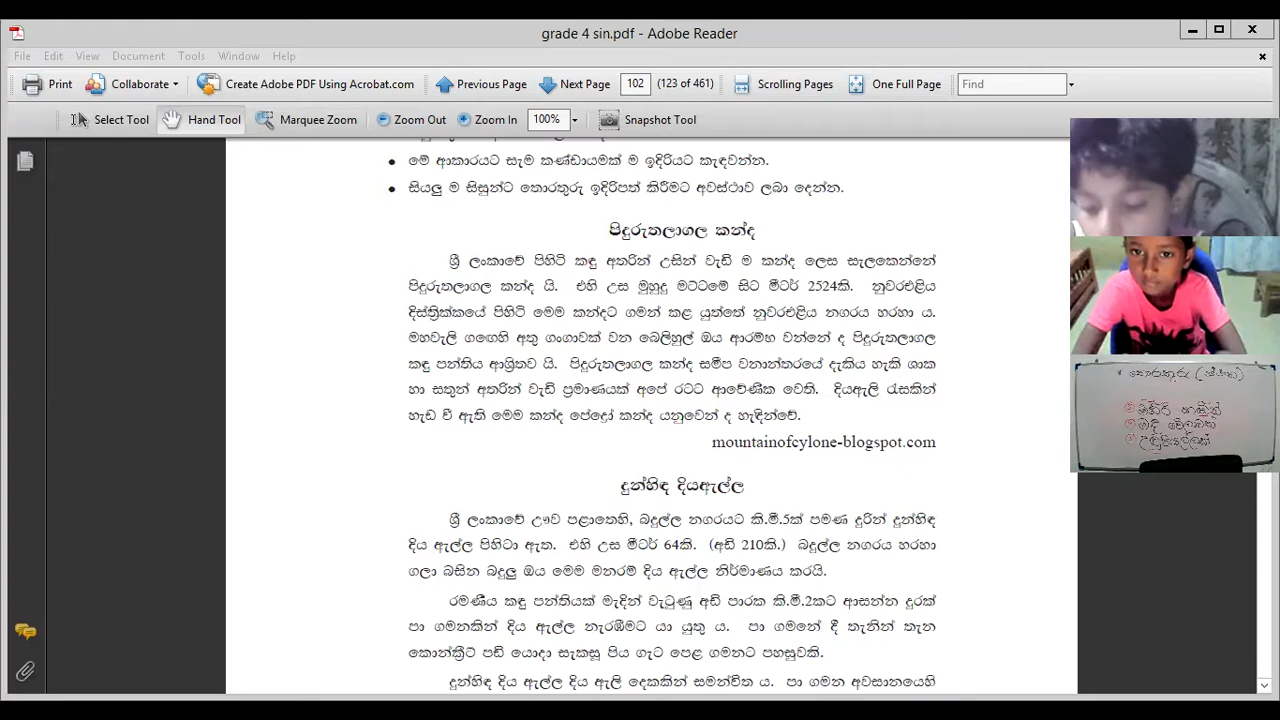 grade 4 sin.pdf - Adobe Reader
File Edit View Document Tools Window Help
Print Collaborate Create Adobe PDF Using Acrobat.com Previous Page Next Page 102 (123 of 461) Scrolling Pages One Full Page Find
Select Tool Hand Tool Marquee Zoom Zoom Out Zoom In 100% Snapshot Tool
• මේ ආකාරයට සැම කණ්ඩායමක් ම ඉදිරියට කැඳවන්න.
• සියලු ම සිසුන්ට තොරතුරු ඉදිරිපත් කිරීමට අවස්ථාව ලබා දෙන්න.
පිදුරුතලාගල කන්ද
ශ්‍රී ලංකාවේ පිහිටි කඳු අතරින් උසින් වැඩි ම කන්ද ලෙස සැලකෙන්නේ
පිදුරුතලාගල කන්ද යි. එහි උස මුහුදු මට්ටමේ සිට මීටර් 2524කි. නුවරඑළිය
දිස්ත්‍රික්කයේ පිහිටි මෙම කන්දට ගමන් කළ යුත්තේ නුවරඑළිය නගරය හරහා ය.
මහවැලි ගඟෙහි අතු ගංගාවක් වන බෙලිහුල් ඔය ආරම්භ වන්නේ ද පිදුරුතලාගල
කඳු පන්තිය ආශ්‍රිතව යි. පිදුරුතලාගල කන්ද සමීප වනාන්තරයේ දැකිය හැකි ශාක
හා සතුන් අතරින් වැඩි ප්‍රමාණයක් අපේ රටට ආවේණික වෙති. දියඇලි රැසකින්
හැඩ වී ඇති මෙම කන්ද පේද්‍රෝ කන්ද යනුවෙන් ද හැඳින්වේ.
mountainofcylone-blogspot.com
දුන්හිඳ දියඇල්ල
ශ්‍රී ලංකාවේ ඌව පළාතෙහි, බදුල්ල නගරයට කි.මී.5ක් පමණ දුරින් දුන්හිඳ
දිය ඇල්ල පිහිටා ඇත. එහි උස මීටර් 64කි. (අඩි 210කි.) බදුල්ල නගරය හරහා
ගලා බසින බදුලු ඔය මෙම මනරම් දිය ඇල්ල නිර්මාණය කරයි.
රමණීය කඳු පන්තියක් මැදින් වැටුණු අඩි පාරක කි.මී.2කට ආසන්න දුරක්
පා ගමනකින් දිය ඇල්ල නැරඹීමට යා යුතු ය. පා ගමනේ දී තැනින් තැන
කොන්ක්‍රීට් පඩි යොදා සැකසූ පිය ගැට පෙළ ගමනට පහසුවකි.
දුන්හිඳ දිය ඇල්ල දිය ඇලි දෙකකින් සමන්විත ය. පා ගමන අවසානයෙහි